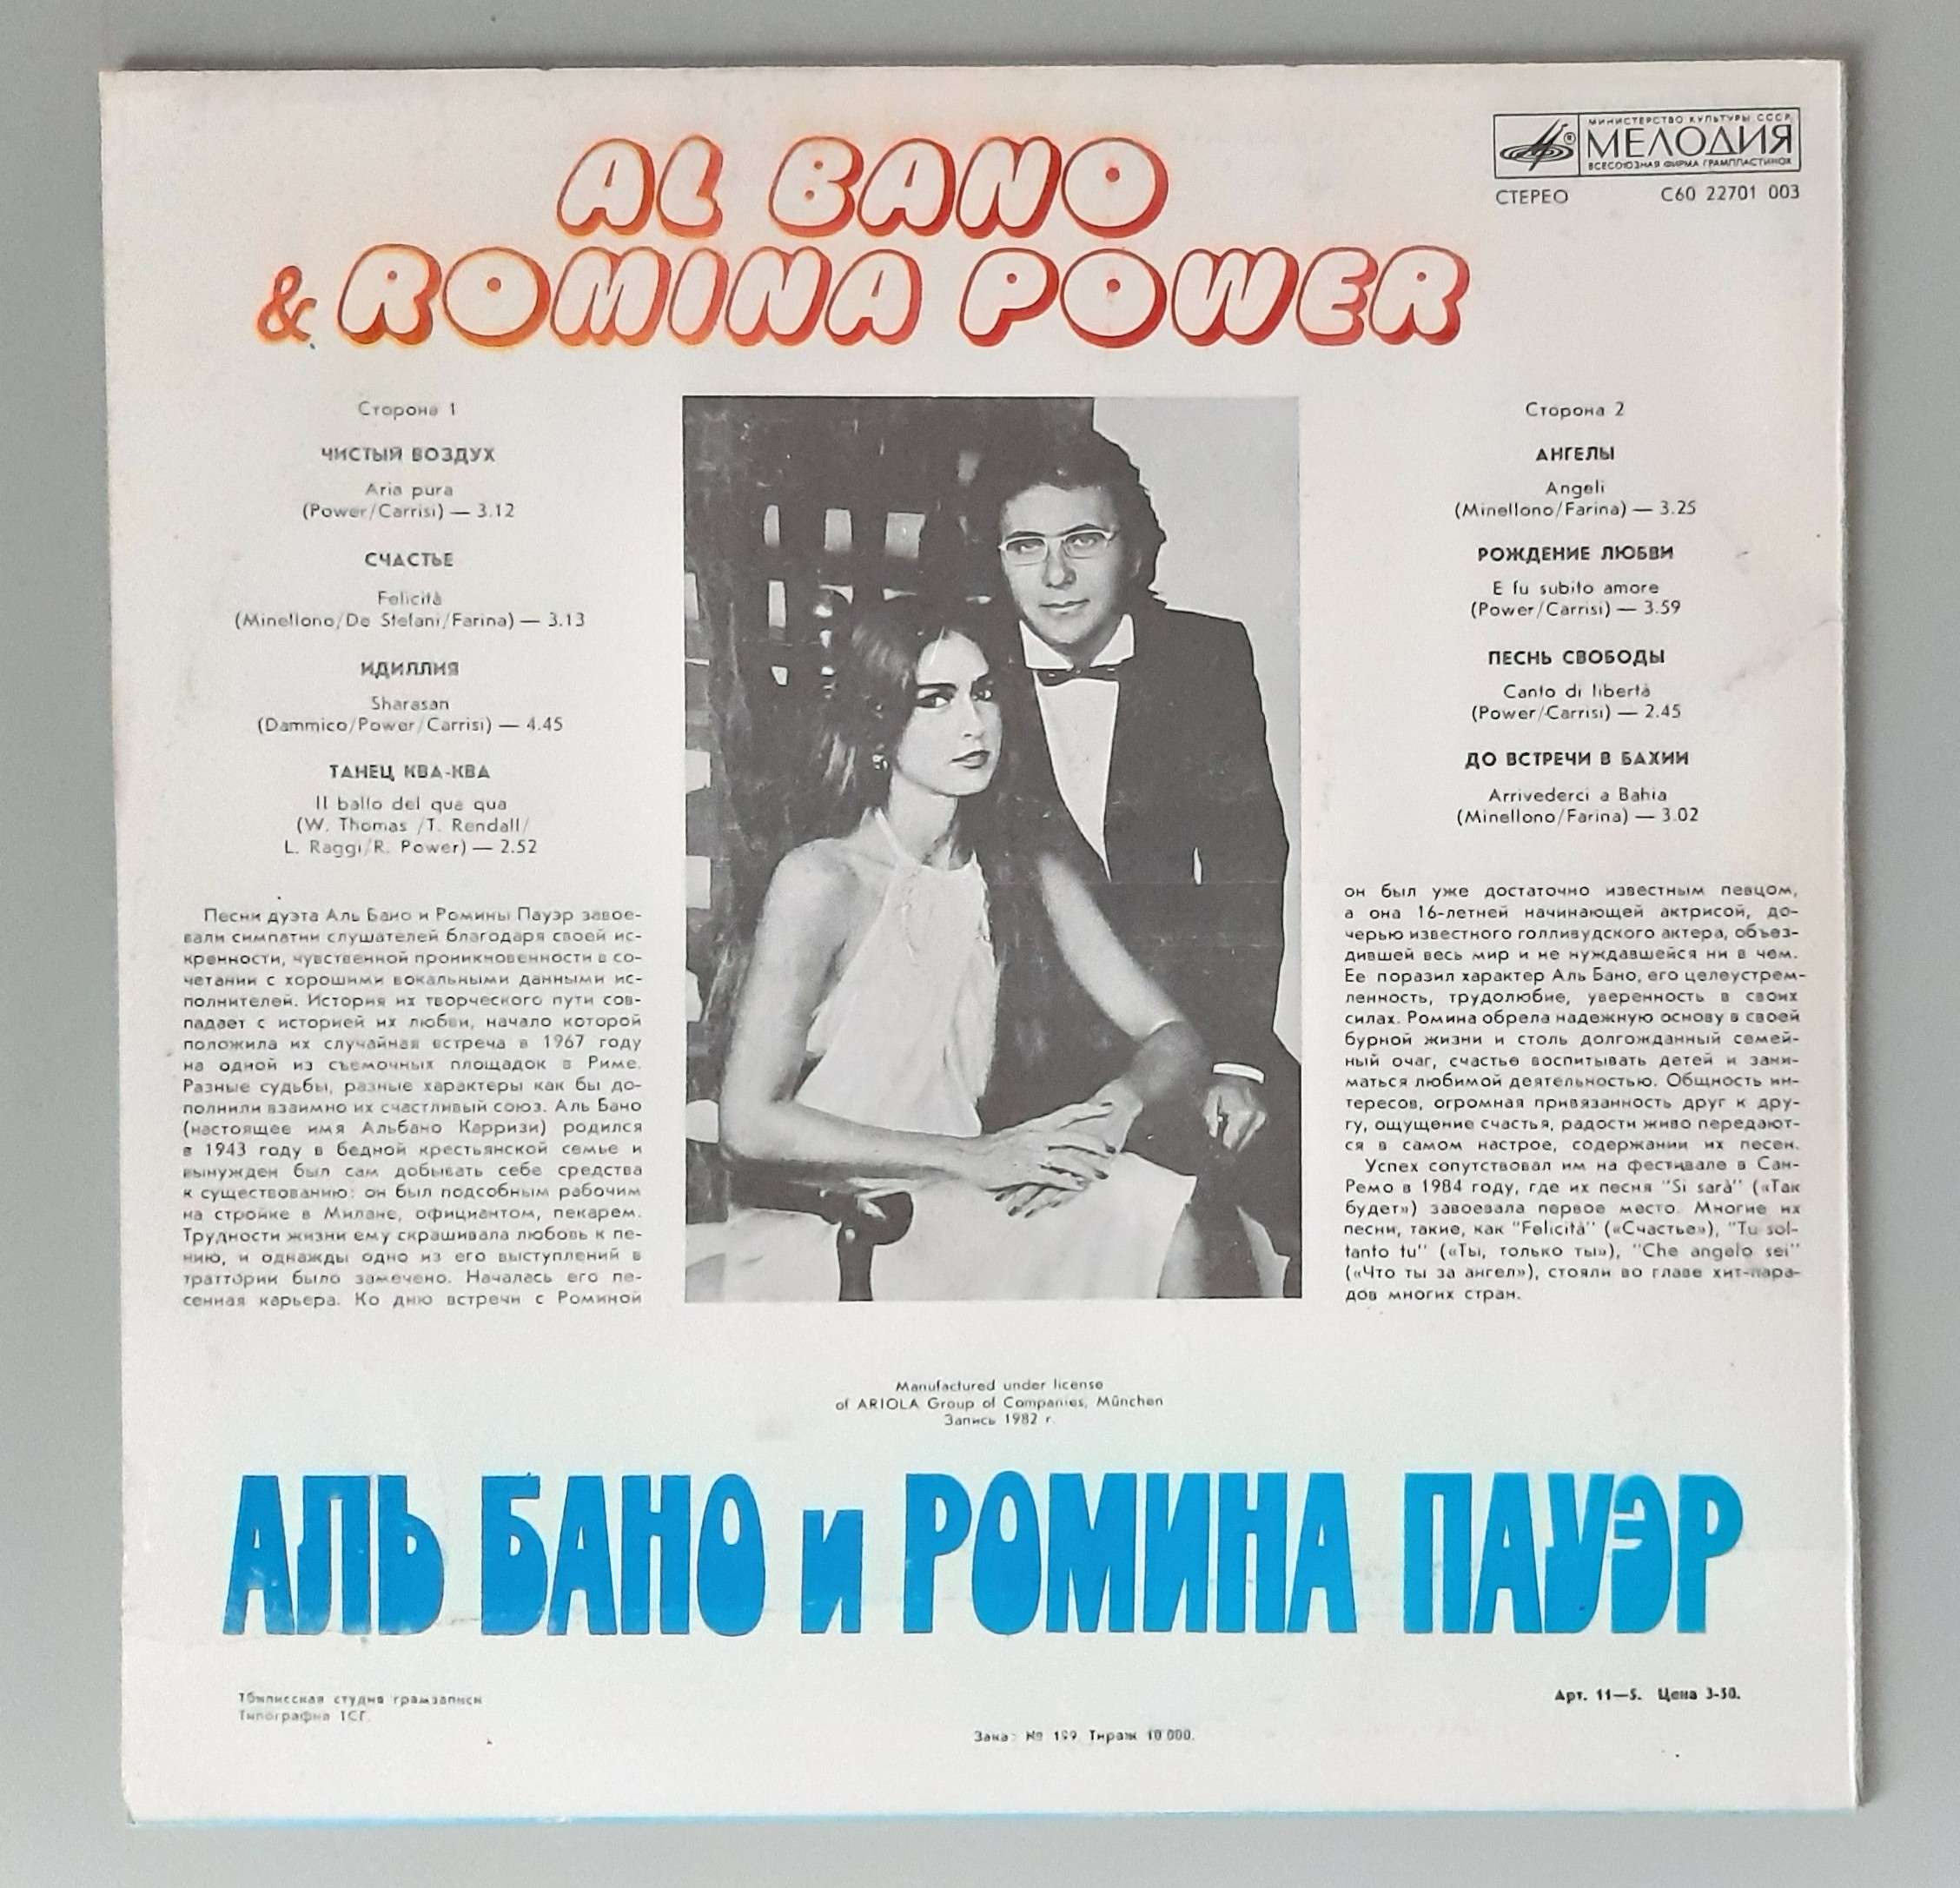 AL BANO
& ROMINA POWER
МИНИСТЕРСТВО КУЛЬТУРЫ СССР
МЕЛОДИЯ
ВСЕСОЮЗНАЯ ФИРМА ГРАМПЛАСТИНОК
СТЕРЕО С60 22701 003
Сторона 1
ЧИСТЫЙ ВОЗДУХ
Aria pura
(Power/Carrisi) — 3.12
СЧАСТЬЕ
Felicità
(Minellono/De Stefani/Farina) — 3.13
ИДИЛЛИЯ
Sharasan
(Dammico/Power/Carrisi) — 4.45
ТАНЕЦ КВА-КВА
Il ballo del qua qua
(W. Thomas /T. Rendall/
L. Raggi/R. Power) — 2.52
Сторона 2
АНГЕЛЫ
Angeli
(Minellono/Farina) — 3.25
РОЖДЕНИЕ ЛЮБВИ
E fu subito amore
(Power/Carrisi) — 3.59
ПЕСНЬ СВОБОДЫ
Canto di libertà
(Power/Carrisi) — 2.45
ДО ВСТРЕЧИ В БАХИИ
Arrivederci a Bahia
(Minellono/Farina) — 3.02
Песни дуэта Аль Бано и Ромины Пауэр завое-
вали симпатии слушателей благодаря своей ис-
кренности, чувственной проникновенности в со-
четании с хорошими вокальными данными ис-
полнителей. История их творческого пути сов-
падает с историей их любви, начало которой
положила их случайная встреча в 1967 году
на одной из съемочных площадок в Риме.
Разные судьбы, разные характеры как бы до-
полнили взаимно их счастливый союз. Аль Бано
(настоящее имя Альбано Карризи) родился
в 1943 году в бедной крестьянской семье и
вынужден был сам добывать себе средства
к существованию: он был подсобным рабочим
на стройке в Милане, официантом, пекарем.
Трудности жизни ему скрашивала любовь к пе-
нию, и однажды одно из его выступлений в
траттории было замечено. Началась его пе-
сенная карьера. Ко дню встречи с Роминой
он был уже достаточно известным певцом,
а она 16-летней начинающей актрисой, до-
черью известного голливудского актера, объез-
дившей весь мир и не нуждавшейся ни в чем.
Ее поразил характер Аль Бано, его целеустрем-
ленность, трудолюбие, уверенность в своих
силах. Ромина обрела надежную основу в своей
бурной жизни и столь долгожданный семей-
ный очаг, счастье воспитывать детей и зани-
маться любимой деятельностью. Общность ин-
тересов, огромная привязанность друг к дру-
гу, ощущение счастья, радости живо передают-
ся в самом настрое, содержании их песен.
Успех сопутствовал им на фестивале в Сан-
Ремо в 1984 году, где их песня "Si sarà" («Так
будет») завоевала первое место. Многие их
песни, такие, как "Felicità" («Счастье»), "Tu sol-
tanto tu" («Ты, только ты»), "Che angelo sei"
(«Что ты за ангел»), стояли во главе хит-пара-
дов многих стран.
Manufactured under license
of ARIOLA Group of Companies, München
Запись 1982 г.
АЛЬ БАНО и РОМИНА ПАУЭР
Тбилисская студия грамзаписи
Типография 1СГ.
Арт. 11—5. Цена 3-50.
№ 199 Тираж 10 000.